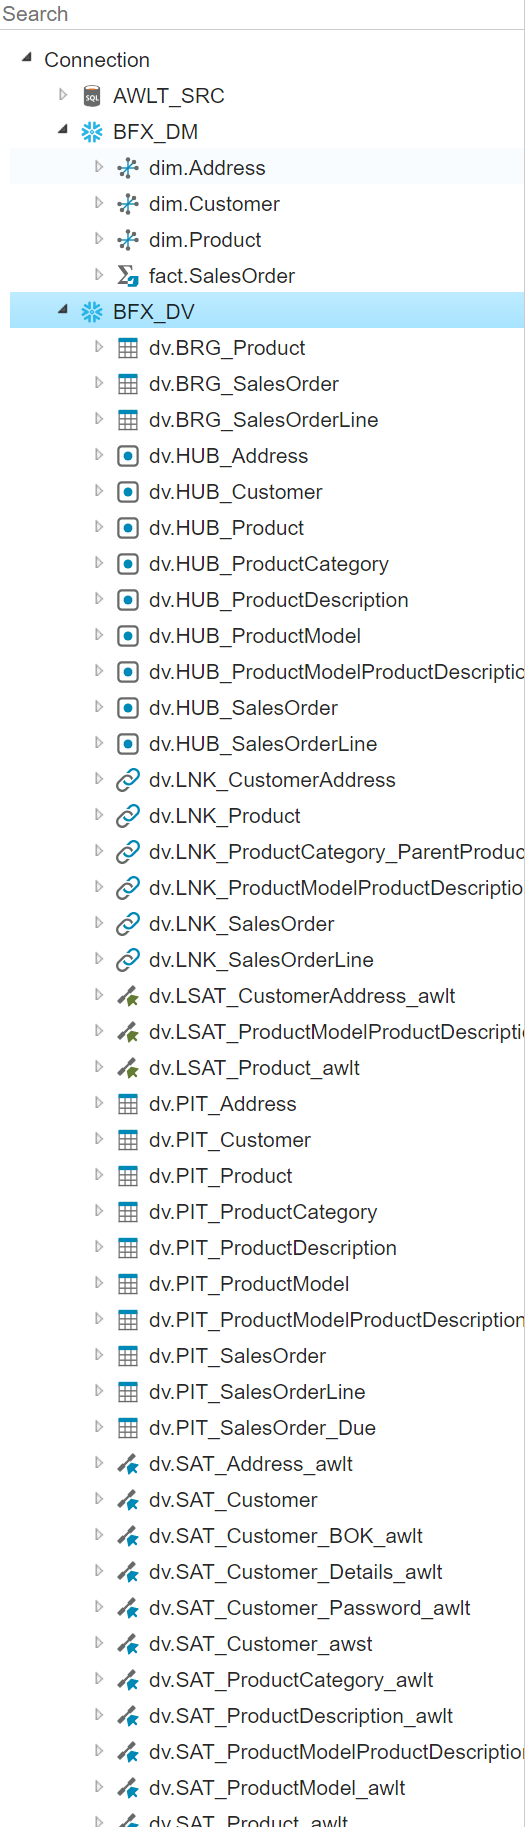 Search
Connection
SQL AWLT_SRC
BFX_DM
dim.Address
dim.Customer
dim.Product
fact.SalesOrder
BFX_DV
dv.BRG_Product
dv.BRG_SalesOrder
dv.BRG_SalesOrderLine
dv.HUB_Address
dv.HUB_Customer
dv.HUB_Product
dv.HUB_ProductCategory
dv.HUB_ProductDescription
dv.HUB_ProductModel
dv.HUB_ProductModelProductDescriptio
dv.HUB_SalesOrder
dv.HUB_SalesOrderLine
dv.LNK_CustomerAddress
dv.LNK_Product
dv.LNK_ProductCategory_ParentProduc
dv.LNK_ProductModelProductDescriptio
dv.LNK_SalesOrder
dv.LNK_SalesOrderLine
dv.LSAT_CustomerAddress_awlt
dv.LSAT_ProductModelProductDescripti
dv.LSAT_Product_awlt
dv.PIT_Address
dv.PIT_Customer
dv.PIT_Product
dv.PIT_ProductCategory
dv.PIT_ProductDescription
dv.PIT_ProductModel
dv.PIT_ProductModelProductDescription
dv.PIT_SalesOrder
dv.PIT_SalesOrderLine
dv.PIT_SalesOrder_Due
dv.SAT_Address_awlt
dv.SAT_Customer
dv.SAT_Customer_BOK_awlt
dv.SAT_Customer_Details_awlt
dv.SAT_Customer_Password_awlt
dv.SAT_Customer_awst
dv.SAT_ProductCategory_awlt
dv.SAT_ProductDescription_awlt
dv.SAT_ProductModelProductDescriptio
dv.SAT_ProductModel_awlt
dv.SAT_Product_awlt